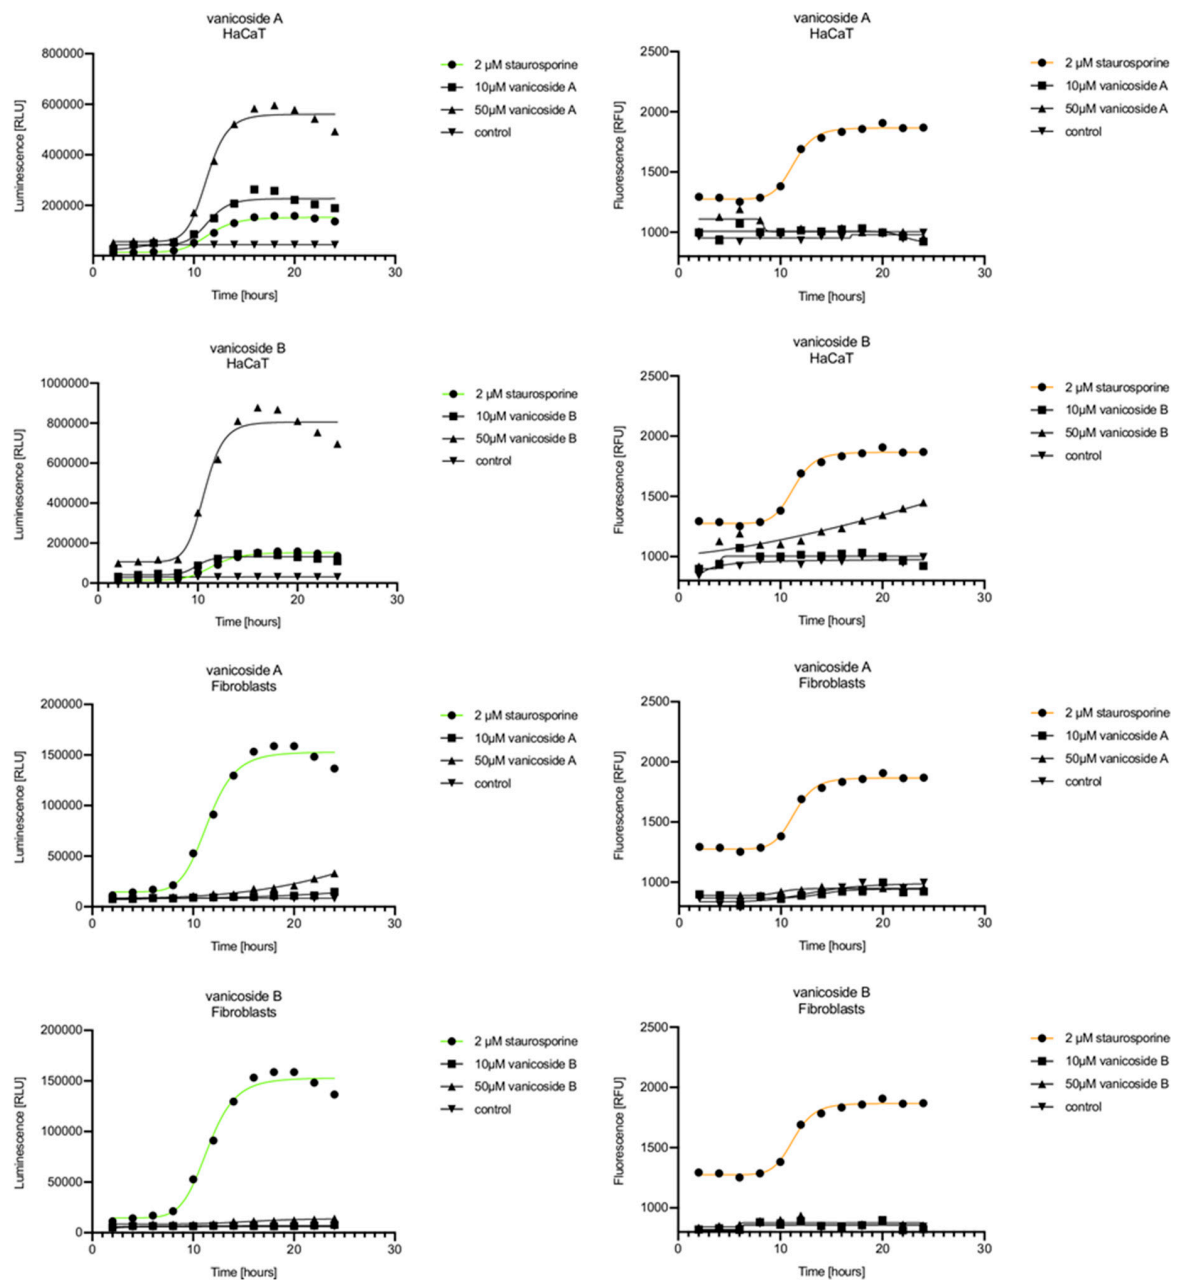 vanicoside A
HaCaT
800000
600000
400000
200000
0
0
10
20
30
Luminescence [RLU]
Time [hours]
2 µM staurosporine
10µM vanicoside A
50µM vanicoside A
control
vanicoside A
HaCaT
2500
2000
1500
1000
0
10
20
30
Fluorescence [RFU]
Time [hours]
2 µM staurosporine
10µM vanicoside A
50µM vanicoside A
control
vanicoside B
HaCaT
1000000
800000
600000
400000
200000
0
0
10
20
30
Luminescence [RLU]
Time [hours]
2 µM staurosporine
10µM vanicoside B
50µM vanicoside B
control
vanicoside B
HaCaT
2500
2000
1500
1000
0
10
20
30
Fluorescence [RFU]
Time [hours]
2 µM staurosporine
10µM vanicoside B
50µM vanicoside B
control
vanicoside A
Fibroblasts
200000
150000
100000
50000
0
0
10
20
30
Luminescence [RLU]
Time [hours]
2 µM staurosporine
10µM vanicoside A
50µM vanicoside A
control
vanicoside A
Fibroblasts
2500
2000
1500
1000
0
10
20
30
Fluorescence [RFU]
Time [hours]
2 µM staurosporine
10µM vanicoside A
50µM vanicoside A
control
vanicoside B
Fibroblasts
200000
150000
100000
50000
0
0
10
20
30
Luminescence [RLU]
Time [hours]
2 µM staurosporine
10µM vanicoside B
50µM vanicoside B
control
vanicoside B
Fibroblasts
2500
2000
1500
1000
0
10
20
30
Fluorescence [RFU]
Time [hours]
2 µM staurosporine
10µM vanicoside B
50µM vanicoside B
control